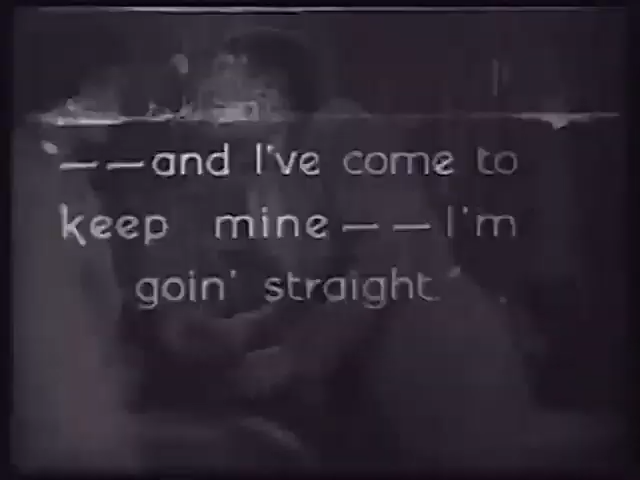 ——and I've come to
keep mine——I'm
goin' straight.